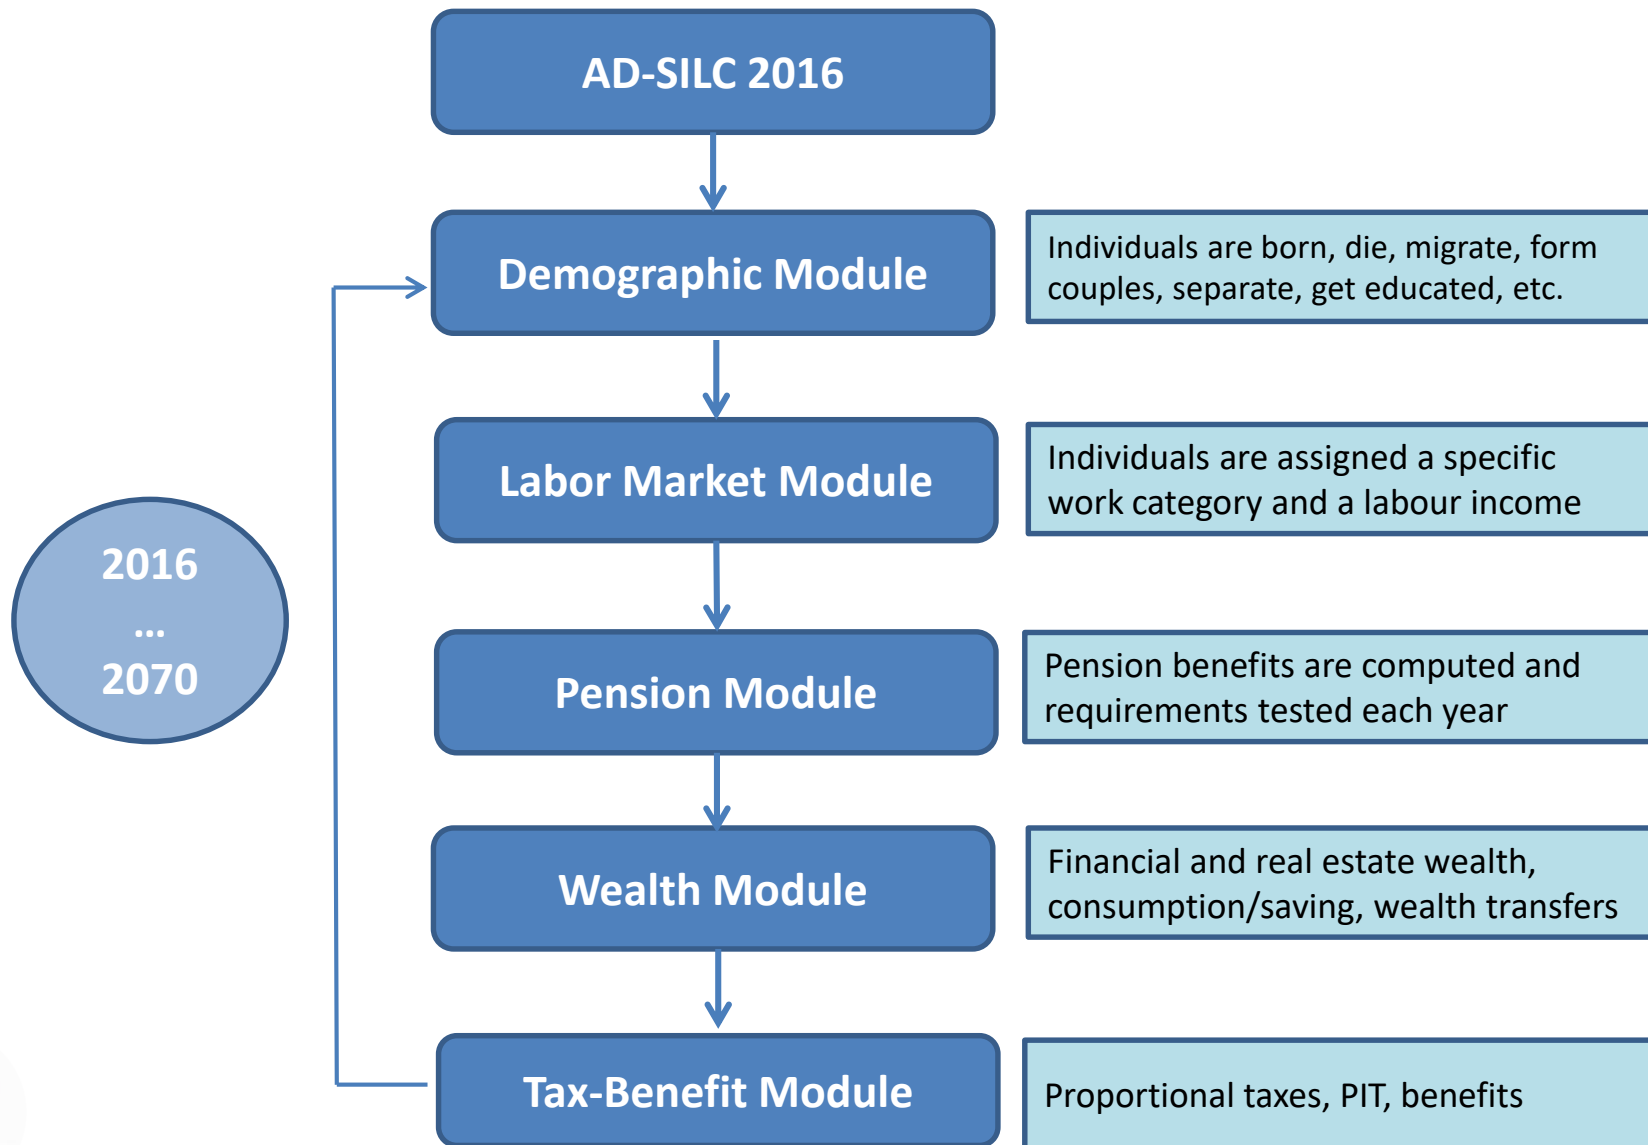 AD-SILC 2016
Demographic Module
Individuals are born, die, migrate, form
couples, separate, get educated, etc.
Labor Market Module
Individuals are assigned a specific
work category and a labour income
2016
...
2070
Pension Module
Pension benefits are computed and
requirements tested each year
Wealth Module
Financial and real estate wealth,
consumption/saving, wealth transfers
Tax-Benefit Module
Proportional taxes, PIT, benefits